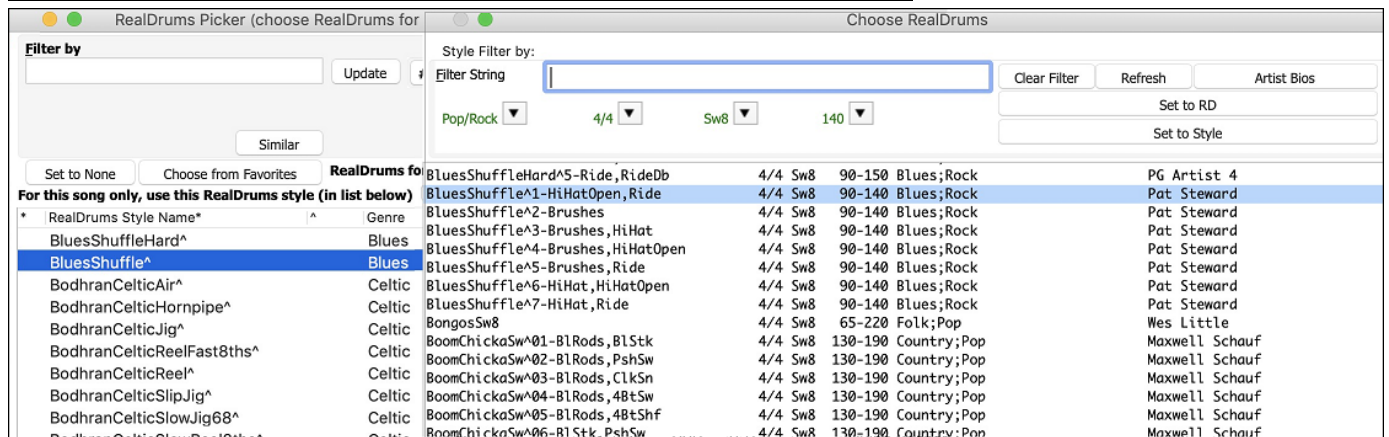 RealDrums Picker (choose RealDrums for
Filter by
Update
#
Similar
Set to None Choose from Favorites RealDrums fo
For this song only, use this RealDrums style (in list below)
* RealDrums Style Name* ^ Genre
BluesShuffleHard^ Blues
BluesShuffle^ Blues
BodhranCelticAir^ Celtic
BodhranCelticHornpipe^ Celtic
BodhranCelticJig^ Celtic
BodhranCelticReelFast8ths^ Celtic
BodhranCelticReel^ Celtic
BodhranCelticSlipJig^ Celtic
BodhranCelticSlowJig68^ Celtic
Choose RealDrums
Style Filter by:
Filter String Clear Filter Refresh Artist Bios
Set to RD
Pop/Rock ▼ 4/4 ▼ Sw8 ▼ 140 ▼
Set to Style
BluesShuffleHard^5-Ride,RideDb 4/4 Sw8 90-150 Blues;Rock PG Artist 4
BluesShuffle^1-HiHatOpen,Ride 4/4 Sw8 90-140 Blues;Rock Pat Steward
BluesShuffle^2-Brushes 4/4 Sw8 90-140 Blues;Rock Pat Steward
BluesShuffle^3-Brushes,HiHat 4/4 Sw8 90-140 Blues;Rock Pat Steward
BluesShuffle^4-Brushes,HiHatOpen 4/4 Sw8 90-140 Blues;Rock Pat Steward
BluesShuffle^5-Brushes,Ride 4/4 Sw8 90-140 Blues;Rock Pat Steward
BluesShuffle^6-HiHat,HiHatOpen 4/4 Sw8 90-140 Blues;Rock Pat Steward
BluesShuffle^7-HiHat,Ride 4/4 Sw8 90-140 Blues;Rock Pat Steward
BongosSw8 4/4 Sw8 65-220 Folk;Pop Wes Little
BoomChickaSw^01-BlRods,BlStk 4/4 Sw8 130-190 Country;Pop Maxwell Schauf
BoomChickaSw^02-BlRods,PshSw 4/4 Sw8 130-190 Country;Pop Maxwell Schauf
BoomChickaSw^03-BlRods,ClkSn 4/4 Sw8 130-190 Country;Pop Maxwell Schauf
BoomChickaSw^04-BlRods,4BtSw 4/4 Sw8 130-190 Country;Pop Maxwell Schauf
BoomChickaSw^05-BlRods,4BtShf 4/4 Sw8 130-190 Country;Pop Maxwell Schauf
BoomChickaSw^06-BlStk,PshSw 4/4 Sw8 130-190 Country;Pop Maxwell Schauf